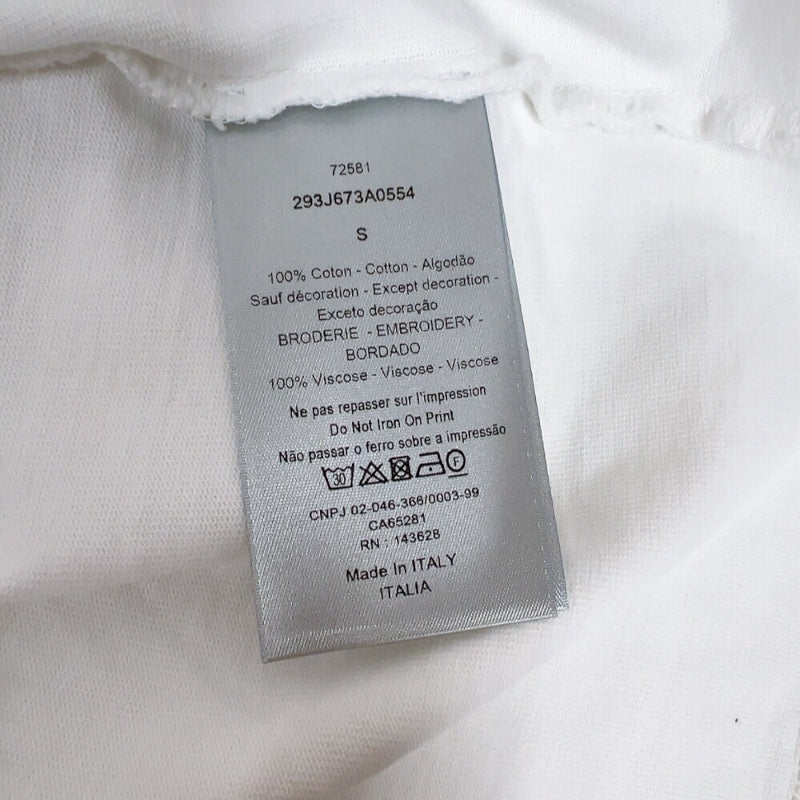 72581
293J673A0554
S
100% Coton - Cotton - Algodão
Sauf décoration - Except decoration -
Exceto decoração
BRODERIE - EMBROIDERY -
BORDADO
100% Viscose - Viscose - Viscose
Ne pas repasser sur l'impression
Do Not Iron On Print
Não passar o ferro sobre a impressão
30 F
CNPJ 02-046-366/0003-99
CA65281
RN : 143628
Made In ITALY
ITALIA